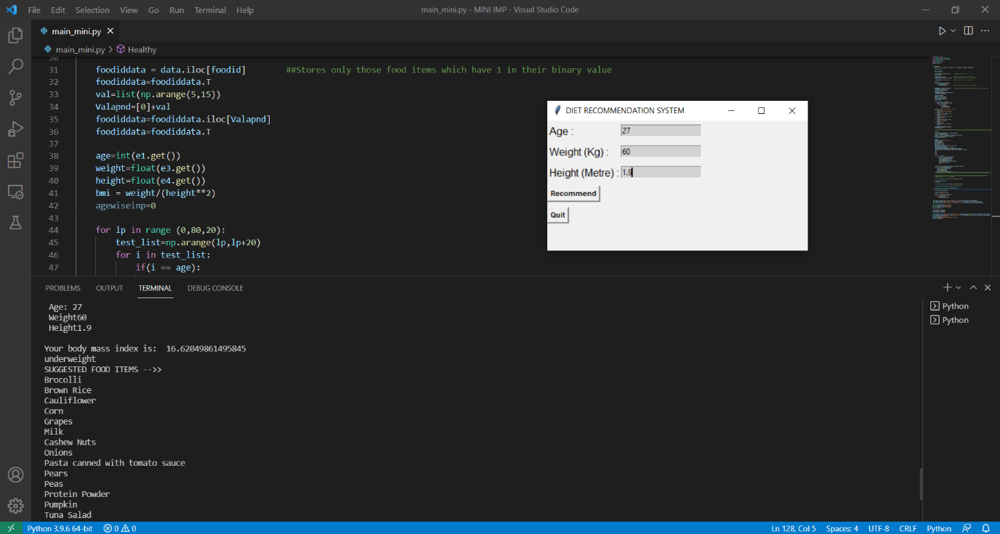 File Edit Selection View Go Run Terminal Help
main_mini.py - MINI IMP - Visual Studio Code
main_mini.py
main_mini.py > Healthy
30
31 foodiddata = data.iloc[foodid] ##Stores only those food items which have 1 in their binary value
32 foodiddata=foodiddata.T
33 val=list(np.arange(5,15))
34 Valapnd=[0]+val
35 foodiddata=foodiddata.iloc[Valapnd]
36 foodiddata=foodiddata.T
37
38 age=int(e1.get())
39 weight=float(e3.get())
40 height=float(e4.get())
41 bmi = weight/(height**2)
42 agewiseinp=0
43
44 for lp in range (0,80,20):
45 test_list=np.arange(lp,lp+20)
46 for i in test_list:
47 if(i == age):
DIET RECOMMENDATION SYSTEM
Age : 27
Weight (Kg) : 60
Height (Metre) : 1.9
Recommend
Quit
PROBLEMS OUTPUT TERMINAL DEBUG CONSOLE
Age: 27
Weight60
Height1.9
Your body mass index is: 16.62049861495845
underweight
SUGGESTED FOOD ITEMS -->>
Brocolli
Brown Rice
Cauliflower
Corn
Grapes
Milk
Cashew Nuts
Onions
Pasta canned with tomato sauce
Pears
Peas
Protein Powder
Pumpkin
Tuna Salad
Python
Python
Python 3.9.6 64-bit 0 0
Ln 128, Col 5 Spaces: 4 UTF-8 CRLF Python